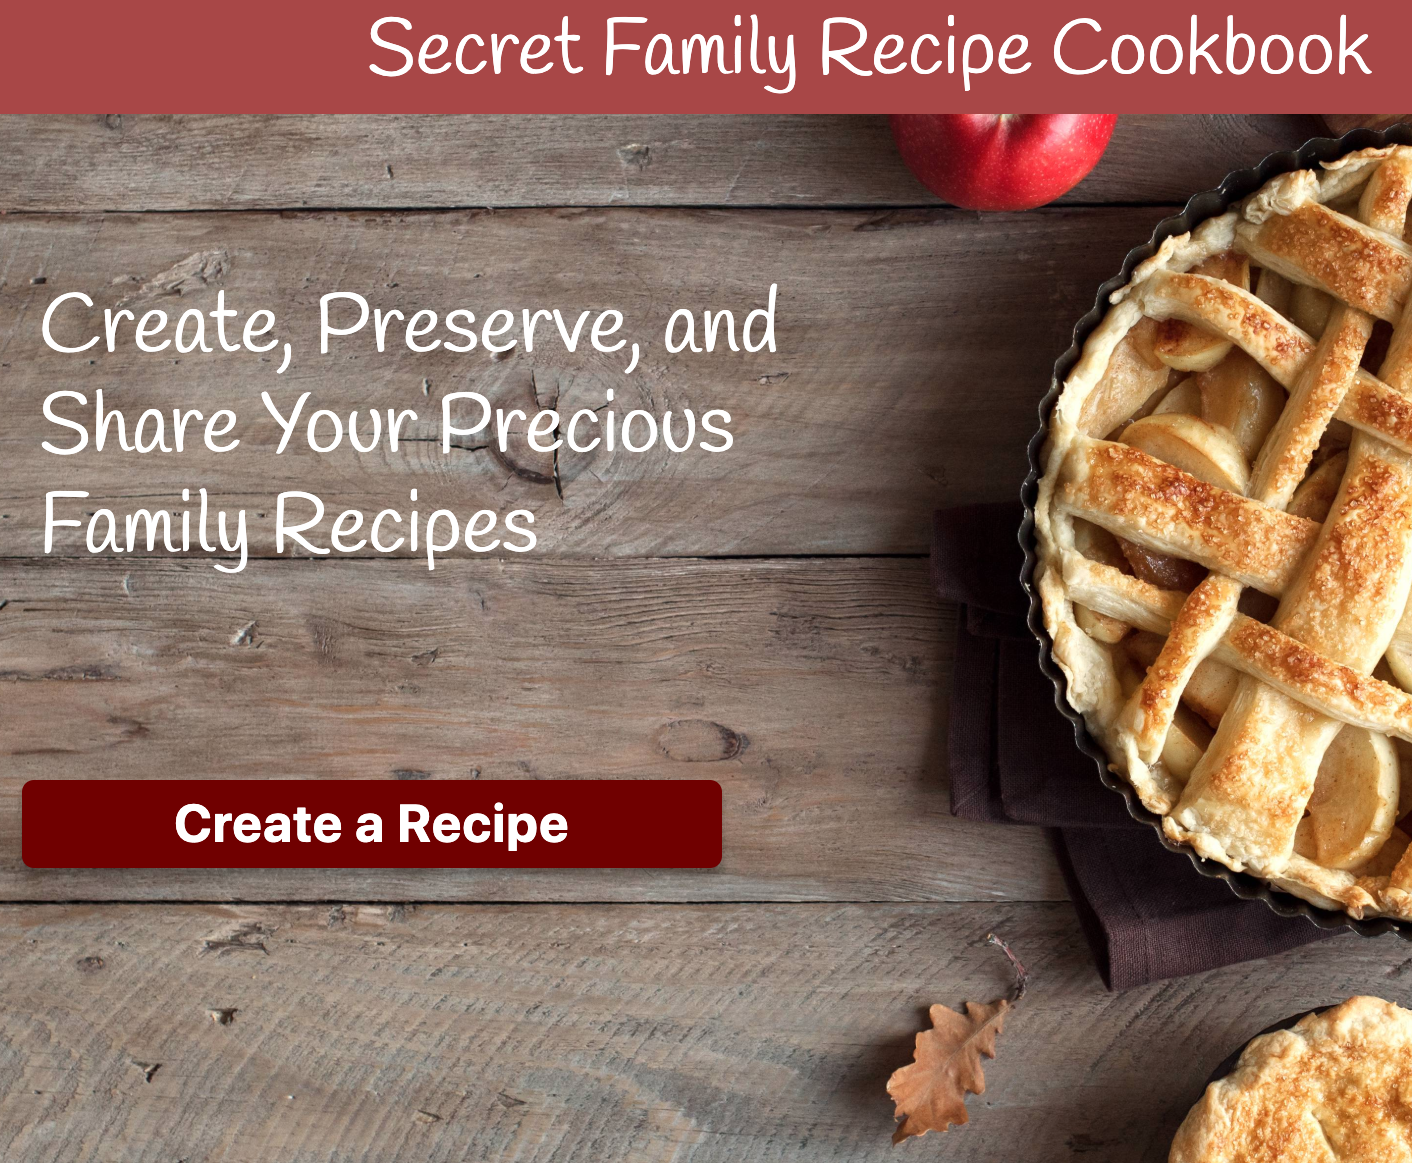 Secret Family Recipe Cookbook
Create, Preserve, and
Share Your Precious
Family Recipes
Create a Recipe